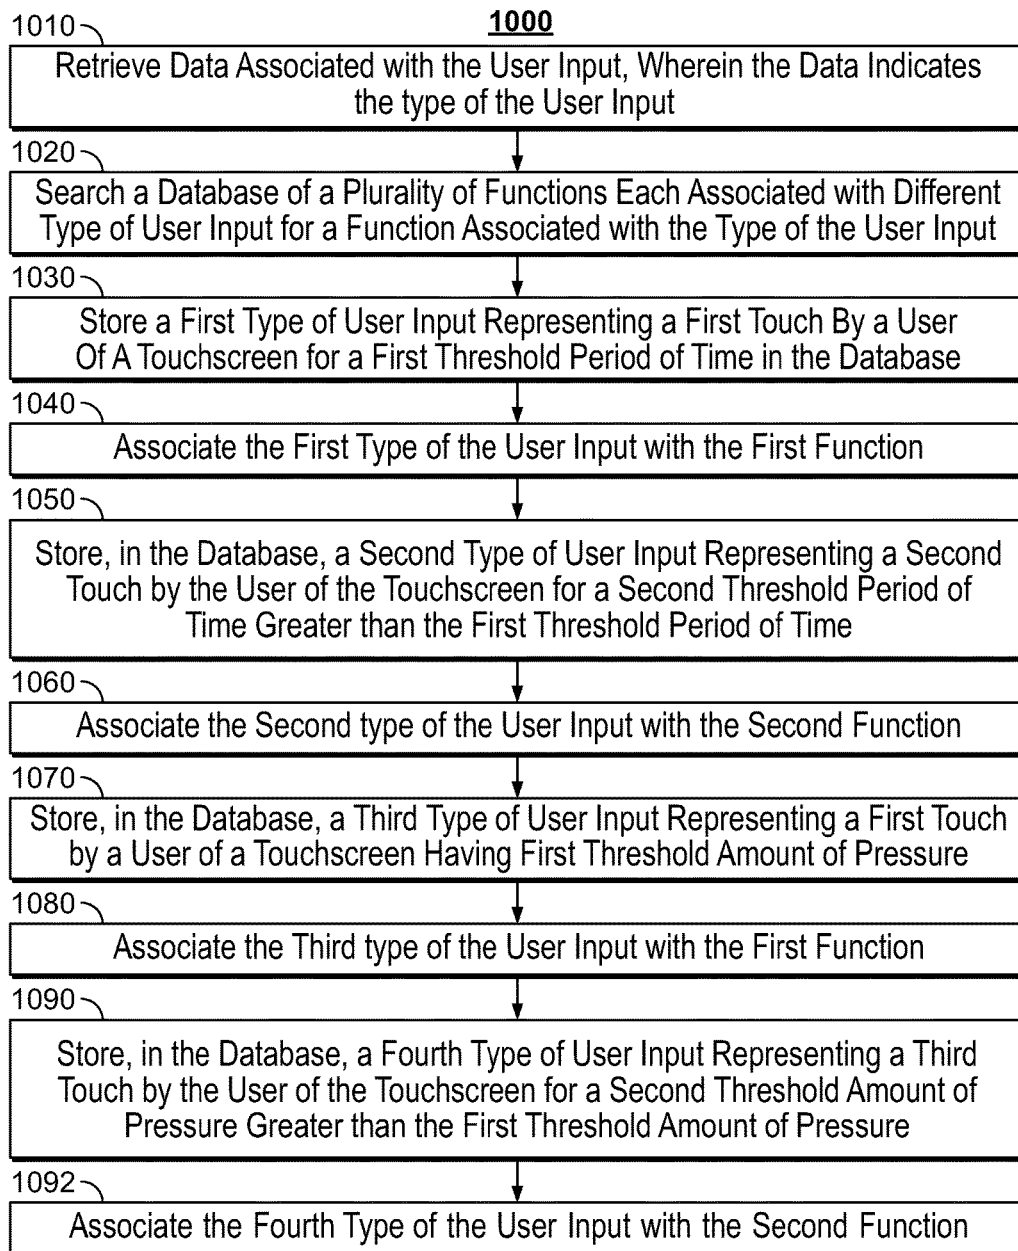 1000
1010
Retrieve Data Associated with the User Input, Wherein the Data Indicates
the type of the User Input
1020
Search a Database of a Plurality of Functions Each Associated with Different
Type of User Input for a Function Associated with the Type of the User Input
1030
Store a First Type of User Input Representing a First Touch By a User
Of A Touchscreen for a First Threshold Period of Time in the Database
1040
Associate the First Type of the User Input with the First Function
1050
Store, in the Database, a Second Type of User Input Representing a Second
Touch by the User of the Touchscreen for a Second Threshold Period of
Time Greater than the First Threshold Period of Time
1060
Associate the Second type of the User Input with the Second Function
1070
Store, in the Database, a Third Type of User Input Representing a First Touch
by a User of a Touchscreen Having First Threshold Amount of Pressure
1080
Associate the Third type of the User Input with the First Function
1090
Store, in the Database, a Fourth Type of User Input Representing a Third
Touch by the User of the Touchscreen for a Second Threshold Amount of
Pressure Greater than the First Threshold Amount of Pressure
1092
Associate the Fourth Type of the User Input with the Second Function